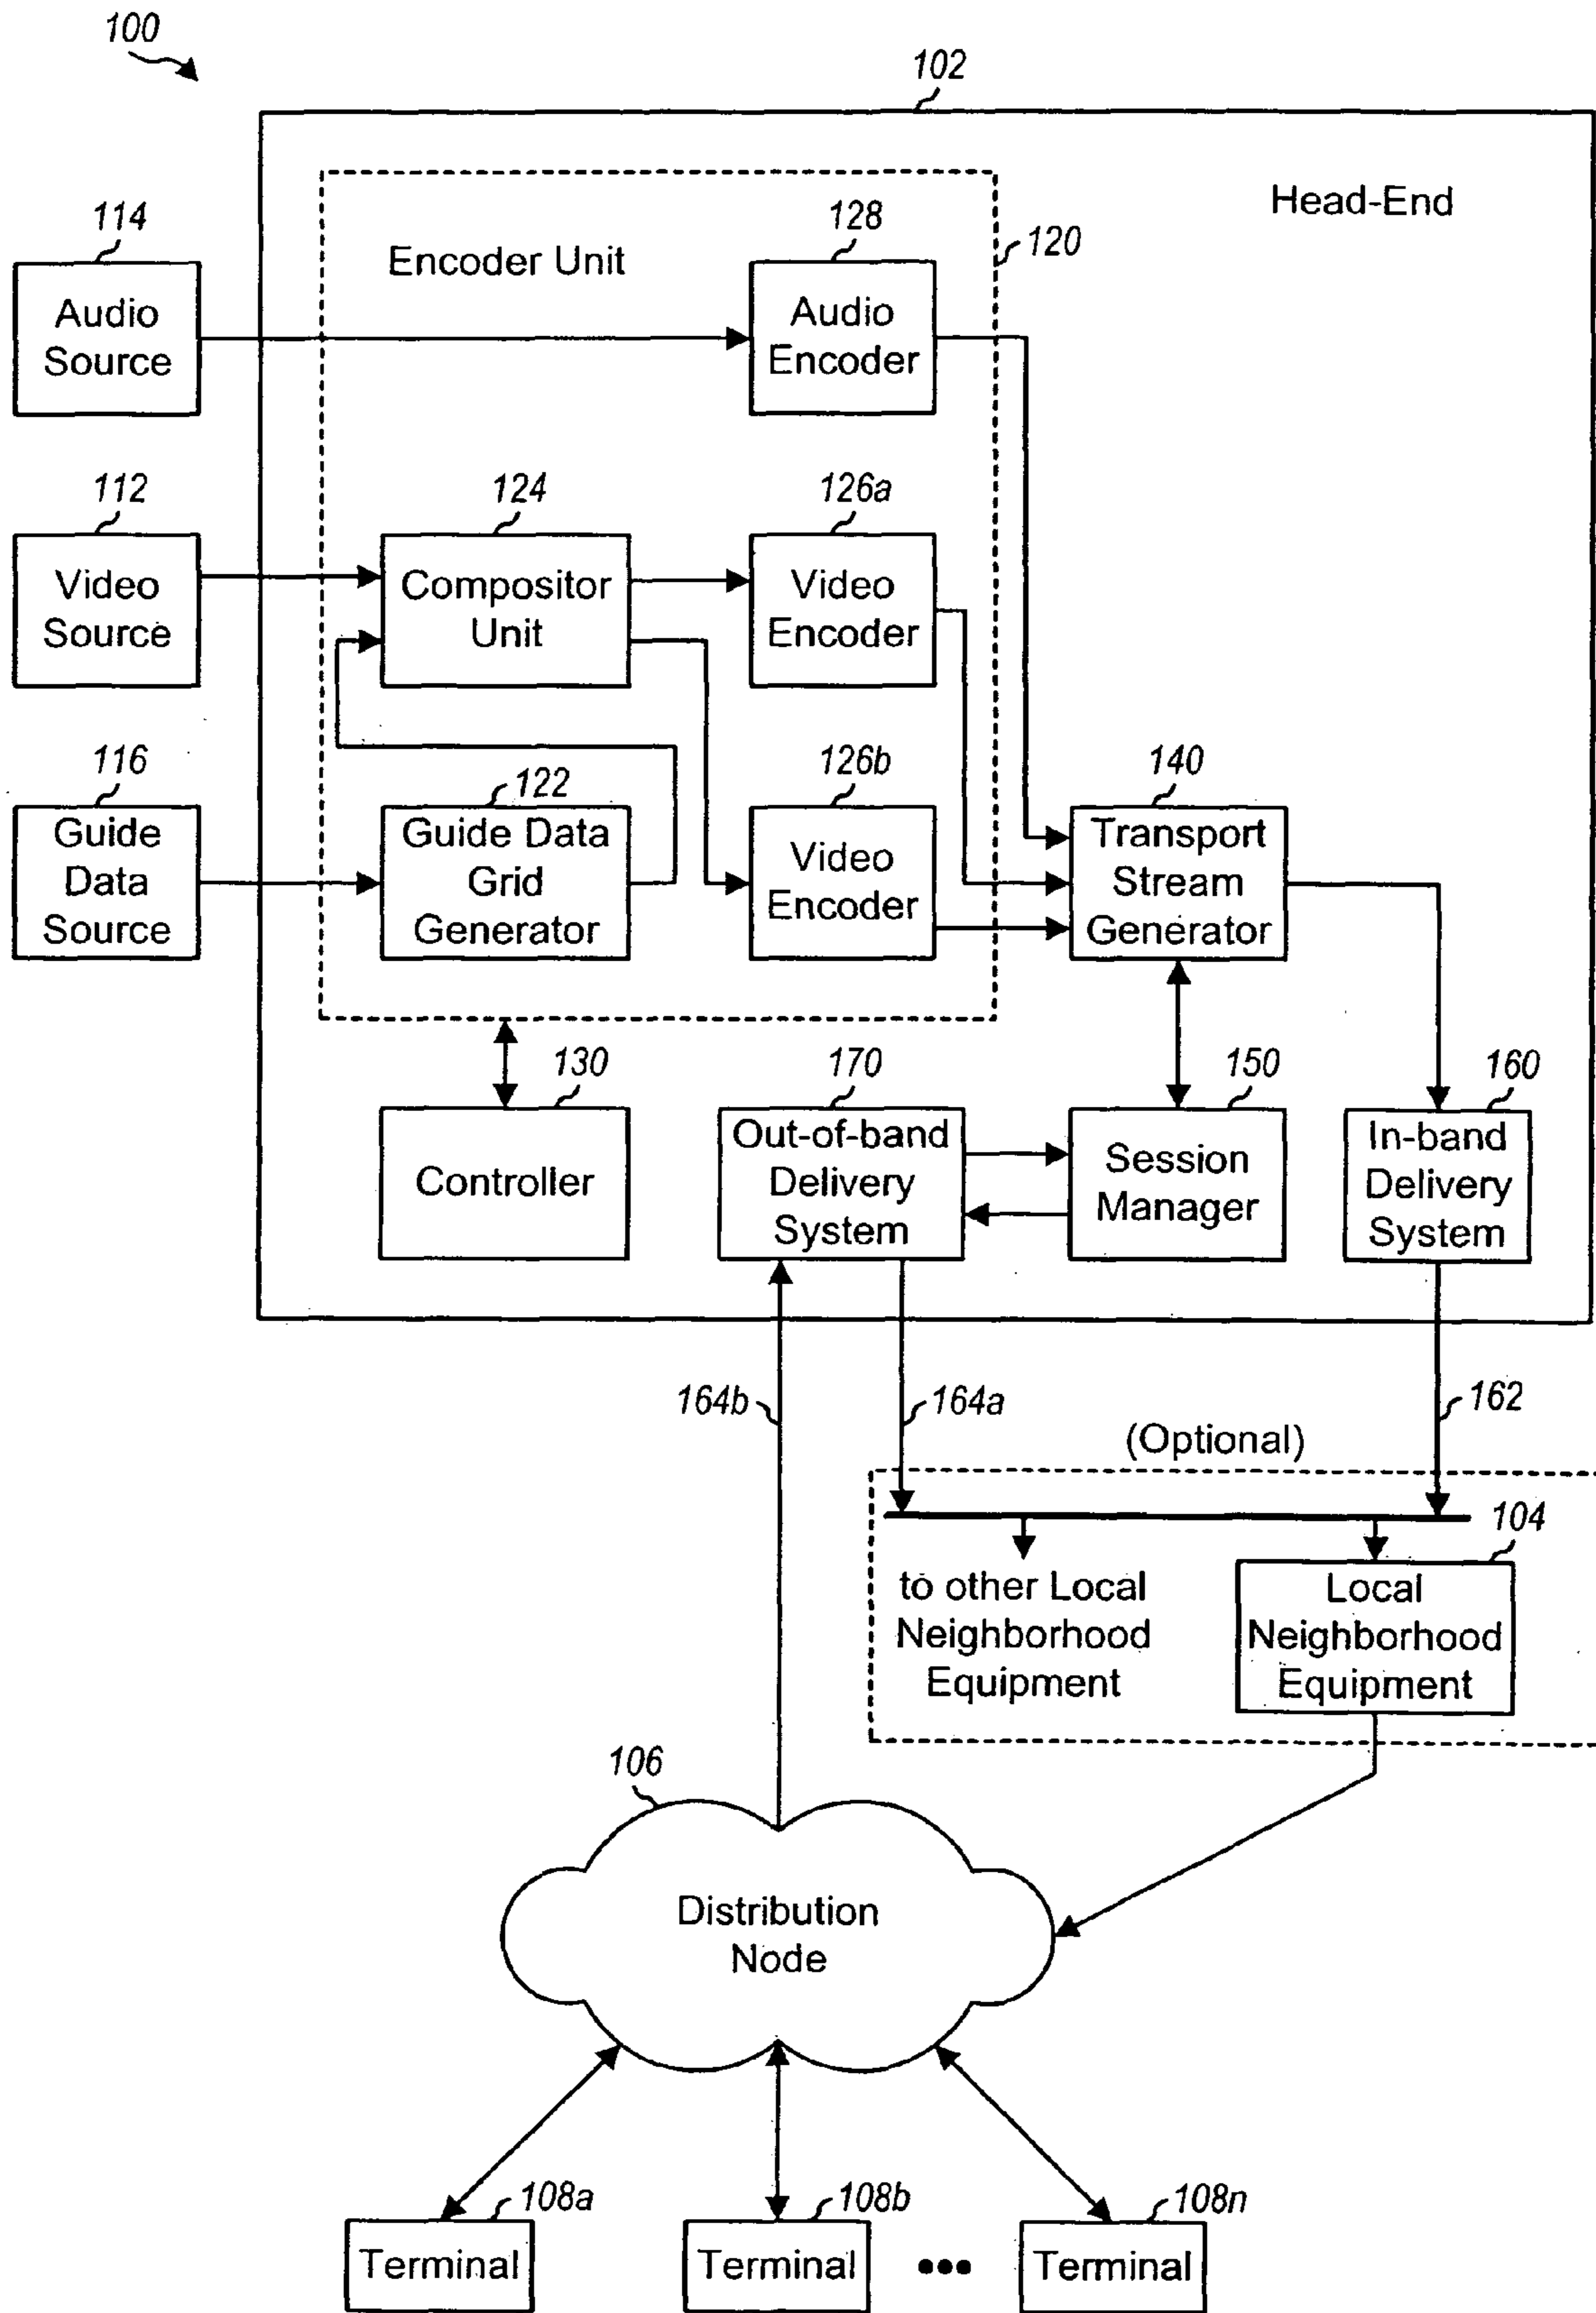 100
102
Head-End
114
128
120
Encoder Unit
Audio
Source
Audio
Encoder
112
124
126a
Video
Source
Compositor
Unit
Video
Encoder
116
122
126b
140
Guide
Data
Source
Guide Data
Grid
Generator
Video
Encoder
Transport
Stream
Generator
130
170
150
160
Controller
Out-of-band
Delivery
System
Session
Manager
In-band
Delivery
System
164b
164a
162
(Optional)
104
to other Local
Neighborhood
Equipment
Local
Neighborhood
Equipment
106
Distribution
Node
108a
108b
108n
Terminal
Terminal
•••
Terminal